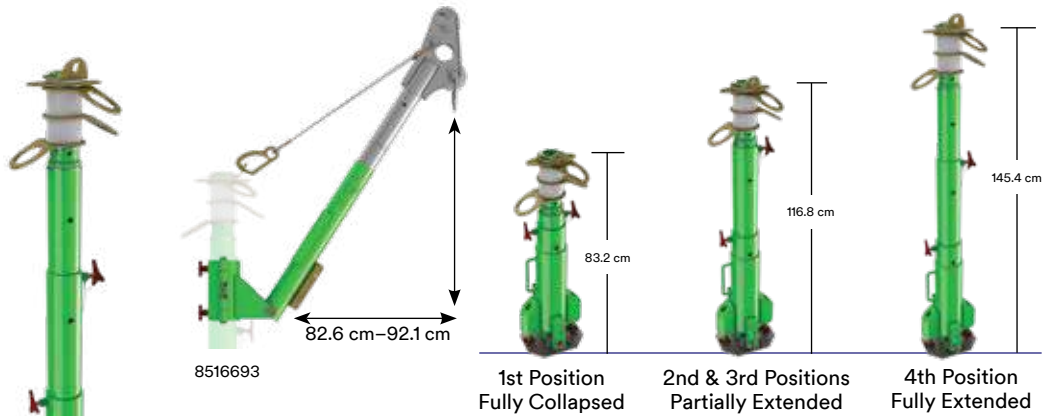 145.4 cm
116.8 cm
83.2 cm
82.6 cm–92.1 cm
8516693
1st Position
Fully Collapsed
2nd & 3rd Positions
Partially Extended
4th Position
Fully Extended